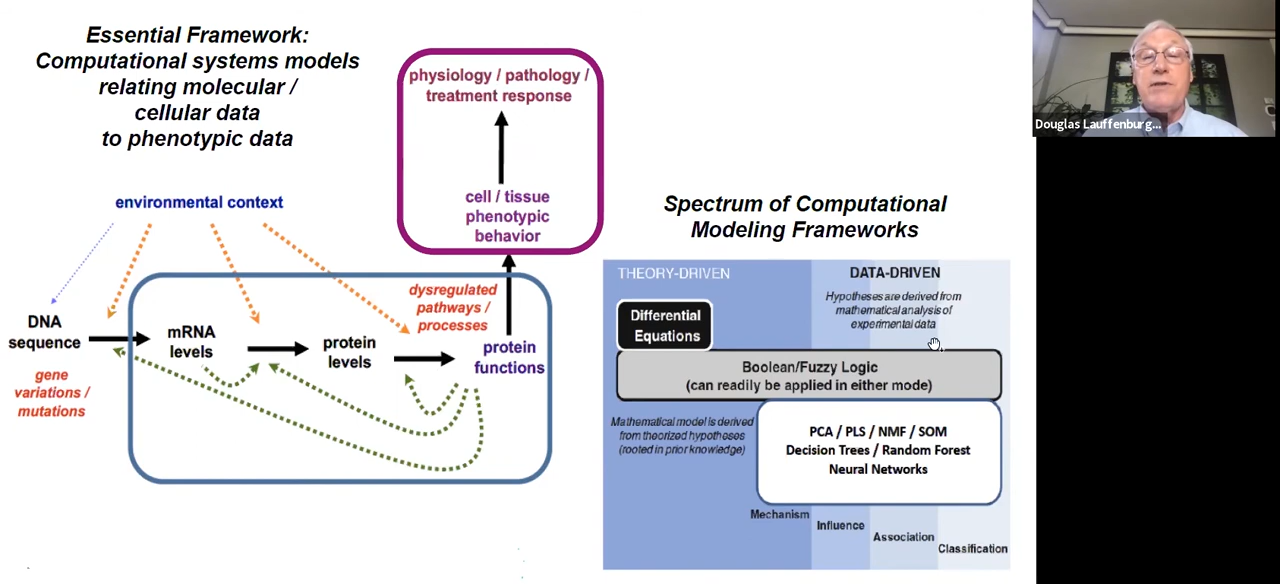 Essential Framework:
Computational systems models
relating molecular /
cellular data
to phenotypic data
physiology / pathology /
treatment response
cell / tissue
phenotypic
behavior
environmental context
dysregulated
pathways /
processes
DNA
sequence
mRNA
levels
protein
levels
protein
functions
gene
variations /
mutations
Spectrum of Computational
Modeling Frameworks
THEORY-DRIVEN
DATA-DRIVEN
Hypotheses are derived from
mathematical analysis of
experimental data
Differential
Equations
Boolean/Fuzzy Logic
(can readily be applied in either mode)
Mathematical model is derived
from theorized hypotheses
(rooted in prior knowledge)
PCA / PLS / NMF / SOM
Decision Trees / Random Forest
Neural Networks
Mechanism
Influence
Association
Classification
Douglas Lauffenburg...